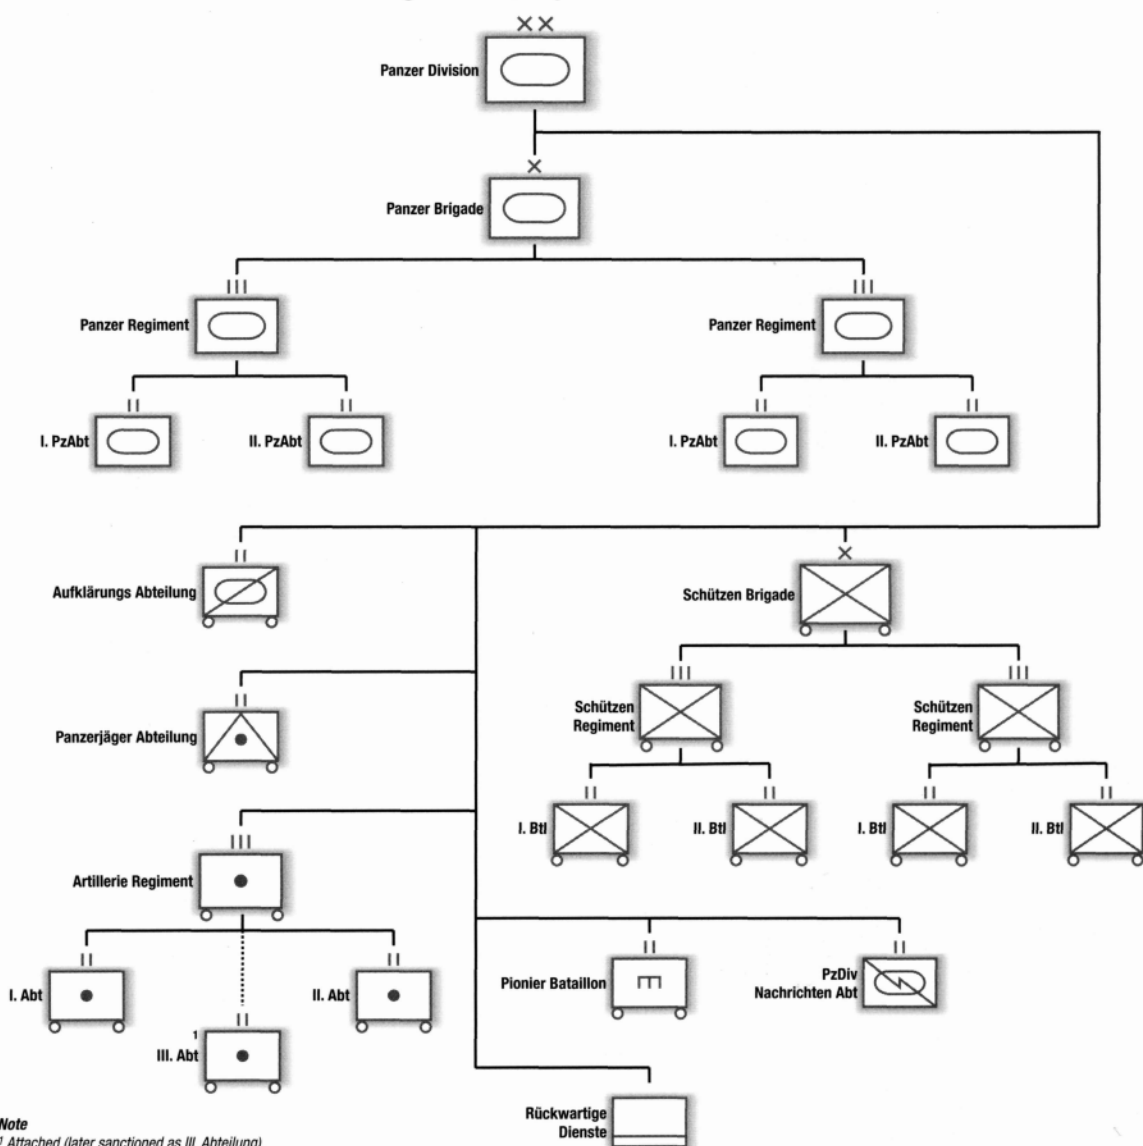 Panzer Division
Panzer Brigade
Panzer Regiment
Panzer Regiment
I. PzAbt
II. PzAbt
I. PzAbt
II. PzAbt
Aufklärungs Abteilung
Schützen Brigade
Panzerjäger Abteilung
Schützen
Regiment
Schützen
Regiment
I. Btl
II. Btl
I. Btl
II. Btl
Artillerie Regiment
I. Abt
II. Abt
1
III. Abt
Pionier Bataillon
PzDiv
Nachrichten Abt
Rückwartige
Dienste
Note
1 Attached (later sanctioned as III. Abteilung)